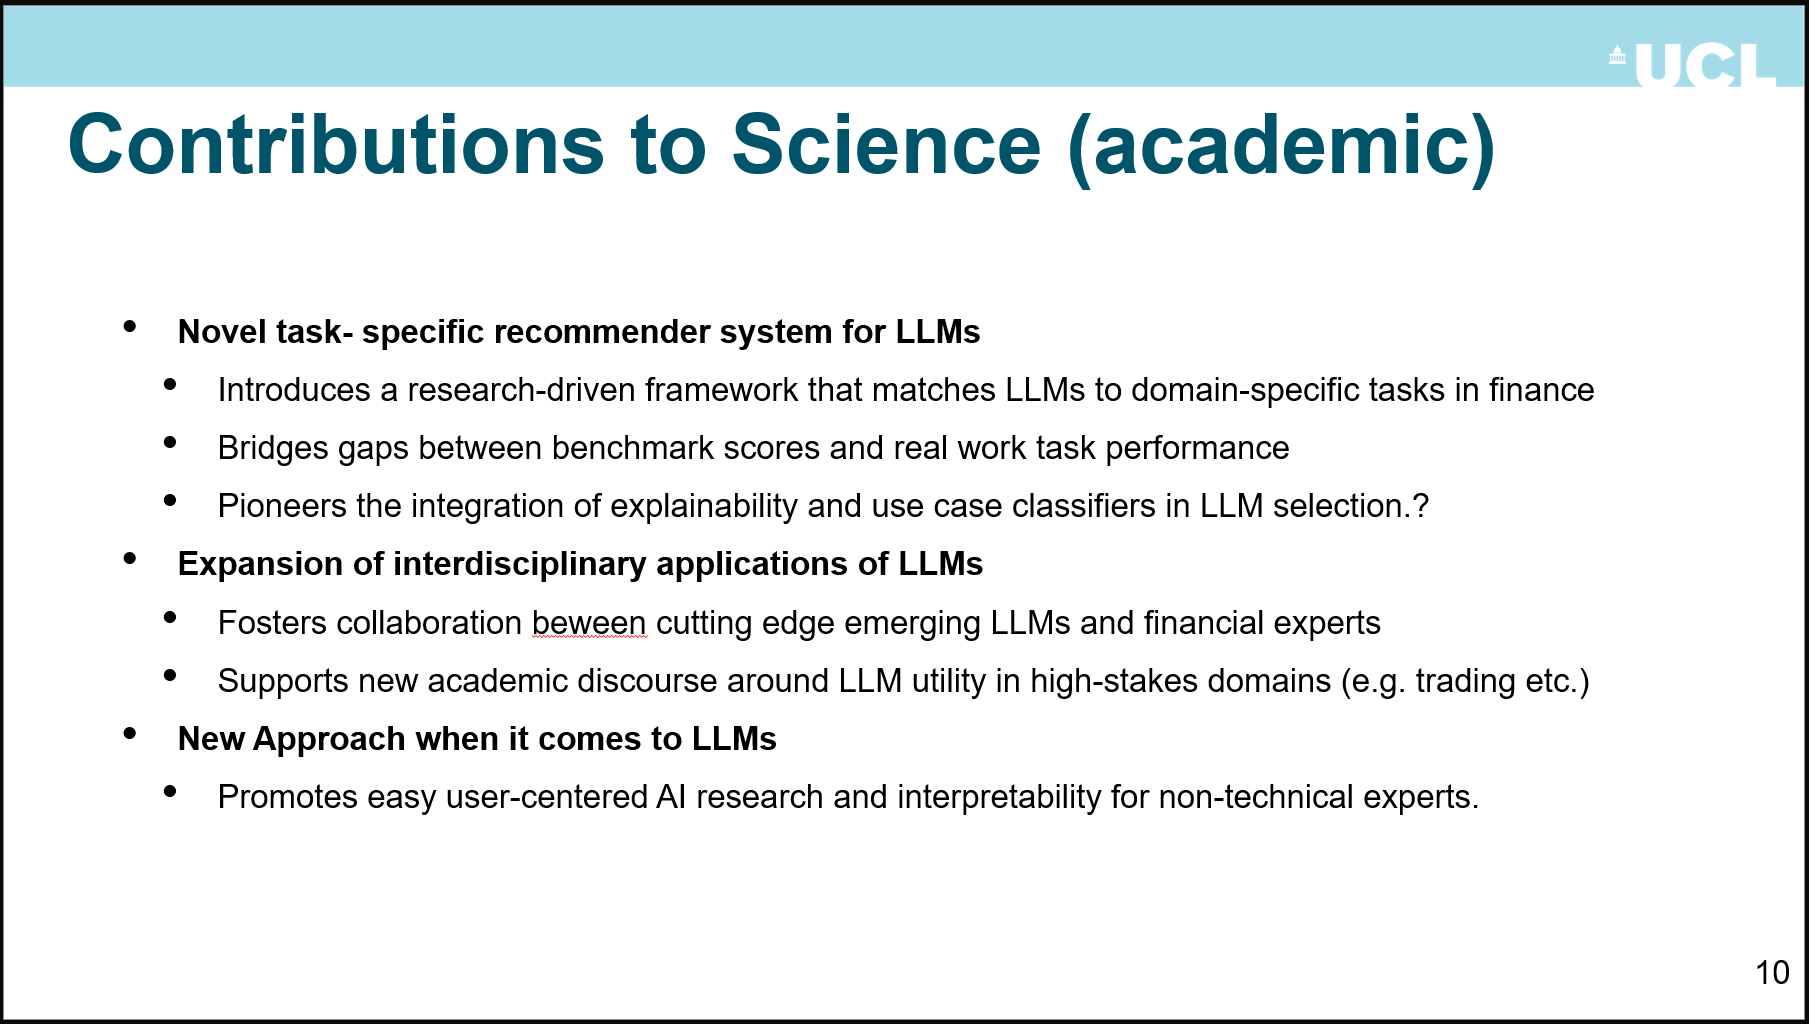 UCL
Contributions to Science (academic)
• Novel task- specific recommender system for LLMs
• Introduces a research-driven framework that matches LLMs to domain-specific tasks in finance
• Bridges gaps between benchmark scores and real work task performance
• Pioneers the integration of explainability and use case classifiers in LLM selection.?
• Expansion of interdisciplinary applications of LLMs
• Fosters collaboration beween cutting edge emerging LLMs and financial experts
• Supports new academic discourse around LLM utility in high-stakes domains (e.g. trading etc.)
• New Approach when it comes to LLMs
• Promotes easy user-centered AI research and interpretability for non-technical experts.
10